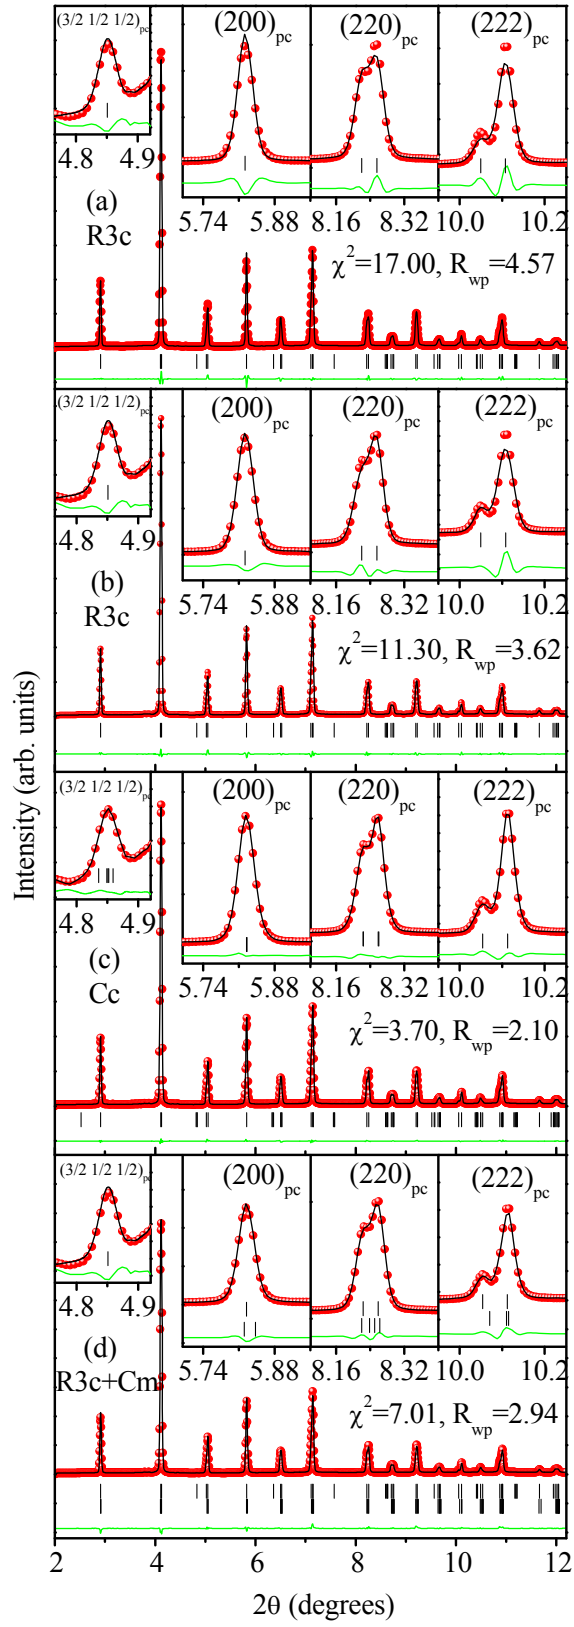 Intensity (arb. units)
(3/2 1/2 1/2)pc
(200)pc
(220)pc
(222)pc
4.8 4.9
5.74 5.88 8.16 8.32 10.0 10.2
(a)
R3c
χ²=17.00, Rwp=4.57
(3/2 1/2 1/2)pc
(200)pc
(220)pc
(222)pc
4.8 4.9
5.74 5.88 8.16 8.32 10.0 10.2
(b)
R3c
χ²=11.30, Rwp=3.62
(3/2 1/2 1/2)pc
(200)pc
(220)pc
(222)pc
4.8 4.9
5.74 5.88 8.16 8.32 10.0 10.2
(c)
Cc
χ²=3.70, Rwp=2.10
(3/2 1/2 1/2)pc
(200)pc
(220)pc
(222)pc
4.8 4.9
5.74 5.88 8.16 8.32 10.0 10.2
(d)
R3c+Cm
χ²=7.01, Rwp=2.94
2 4 6 8 10 12
2θ (degrees)